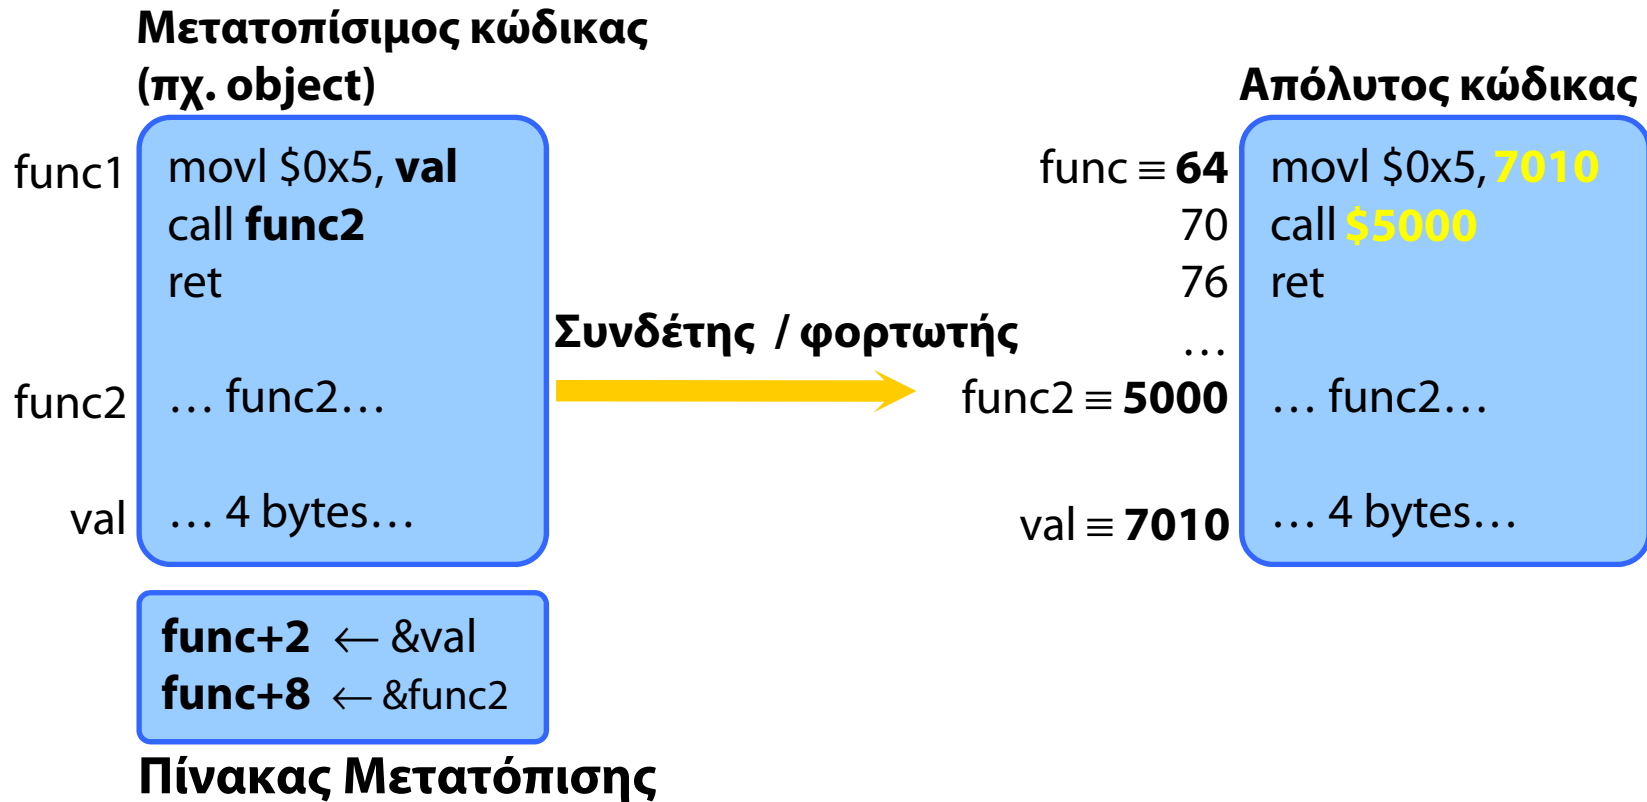 Μετατοπίσιμος κώδικας
(πχ. object)
func1
movl $0x5, val
call func2
ret
func2
… func2…
val
… 4 bytes…
func+2 ← &val
func+8 ← &func2
Πίνακας Μετατόπισης
Συνδέτης / φορτωτής
Απόλυτος κώδικας
func ≡ 64
movl $0x5, 7010
70
call $5000
76
ret
…
func2 ≡ 5000
… func2…
val ≡ 7010
… 4 bytes…